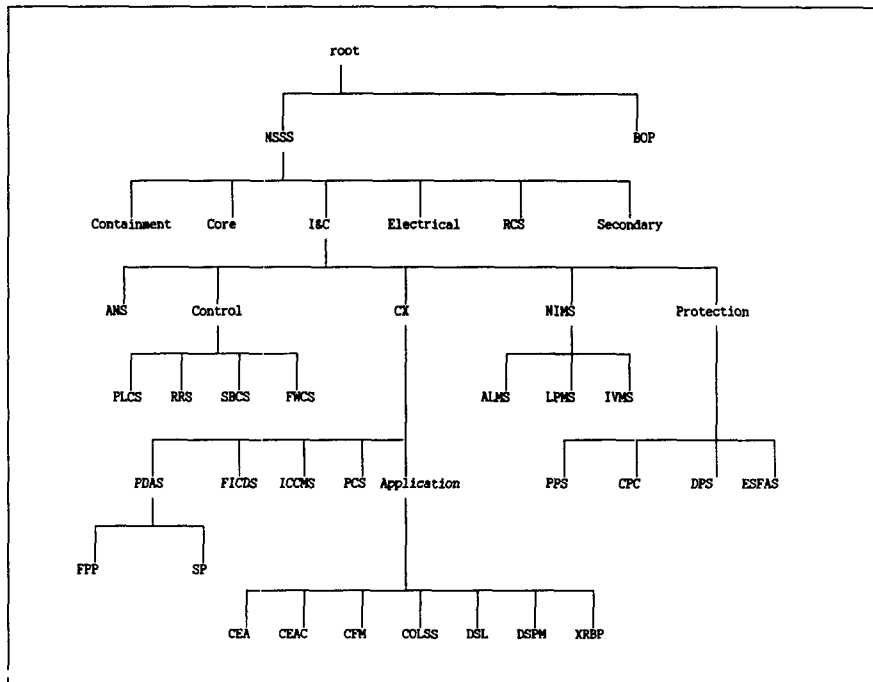 root
NSSS BOP
Containment Core I&C Electrical RCS Secondary
ANS Control CX NIMS Protection
PLCS RRS SBCS FWCS ALMS LPMS IVMS
PDAS FICDS ICCMS PCS Application PPS CPC DPS ESFAS
FPP SP
CEA CEAC CFM COLSS DSL DSPM XRBP